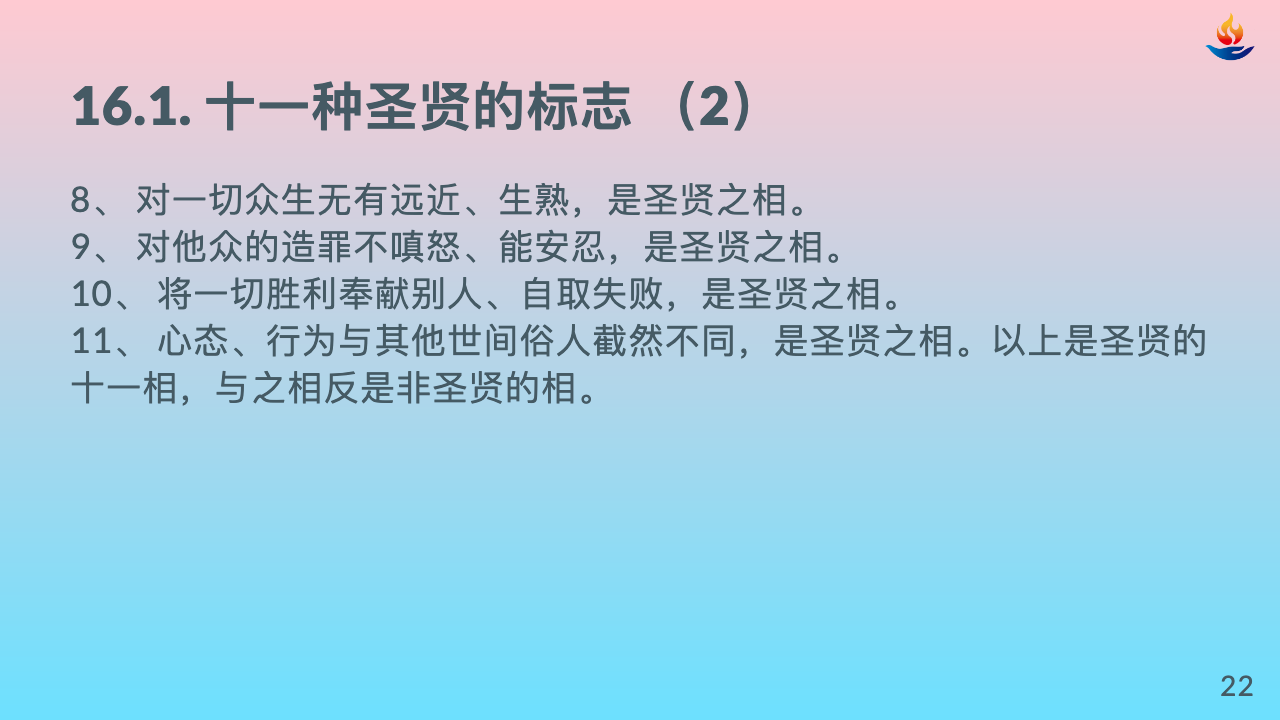 16.1. 十一种圣贤的标志 （2）
8、 对一切众生无有远近、生熟，是圣贤之相。
9、 对他众的造罪不嗔怒、能安忍，是圣贤之相。
10、 将一切胜利奉献别人、自取失败，是圣贤之相。
11、 心态、行为与其他世间俗人截然不同，是圣贤之相。以上是圣贤的
十一相，与之相反是非圣贤的相。
22